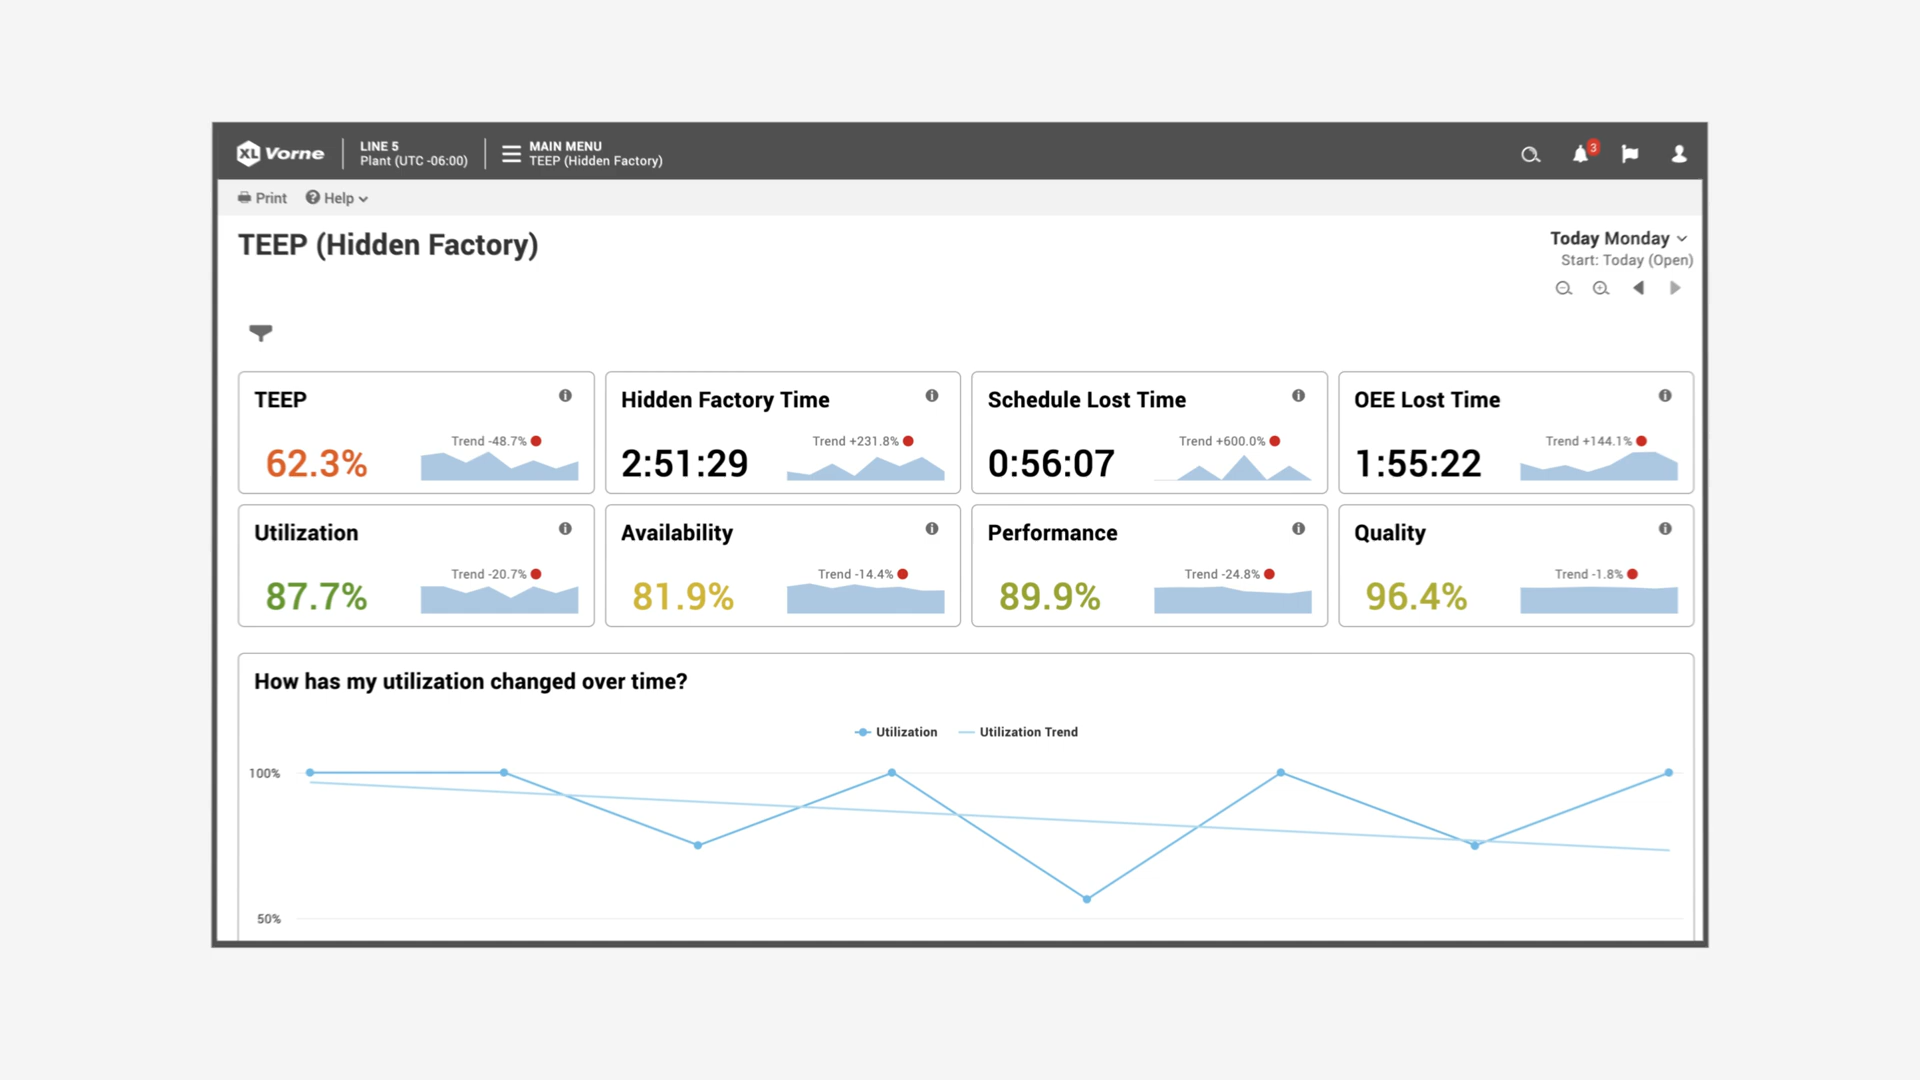 XL Vorne
LINE 5
Plant (UTC -06:00)
MAIN MENU
TEEP (Hidden Factory)
3
Print
Help
TEEP (Hidden Factory)
Today Monday
Start: Today (Open)
TEEP
Trend -48.7%
62.3%
Hidden Factory Time
Trend +231.8%
2:51:29
Schedule Lost Time
Trend +600.0%
0:56:07
OEE Lost Time
Trend +144.1%
1:55:22
Utilization
Trend -20.7%
87.7%
Availability
Trend -14.4%
81.9%
Performance
Trend -24.8%
89.9%
Quality
Trend -1.8%
96.4%
How has my utilization changed over time?
Utilization
Utilization Trend
100%
50%